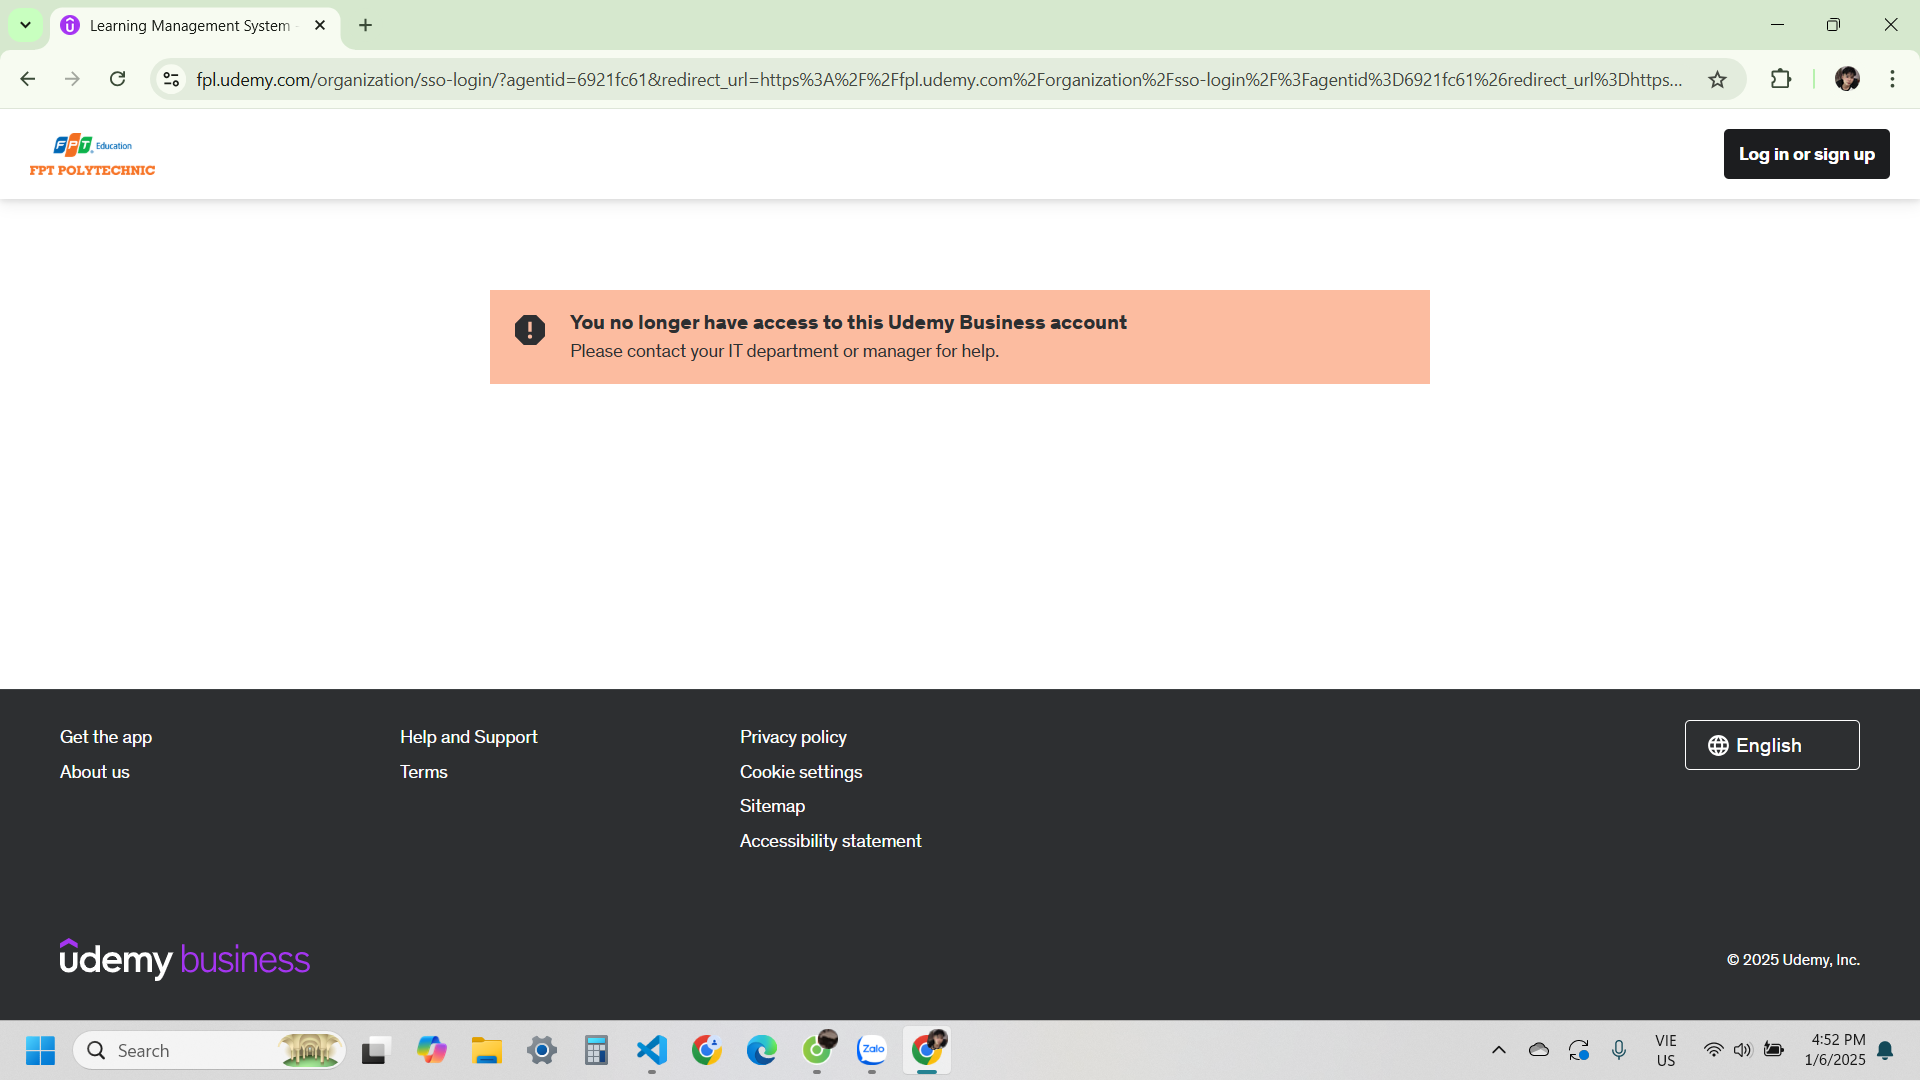 Learning Management System -
fpl.udemy.com/organization/sso-login/?agentid=6921fc61&redirect_url=https%3A%2F%2Ffpl.udemy.com%2Forganization%2Fsso-login%2F%3Fagentid%3D6921fc61%26redirect_url%3Dhttps...
FPT Education
FPT POLYTECHNIC
Log in or sign up
You no longer have access to this Udemy Business account
Please contact your IT department or manager for help.
Get the app
About us
Help and Support
Terms
Privacy policy
Cookie settings
Sitemap
Accessibility statement
English
udemy business
© 2025 Udemy, Inc.
Search
Zalo
VIE
US
4:52 PM
1/6/2025